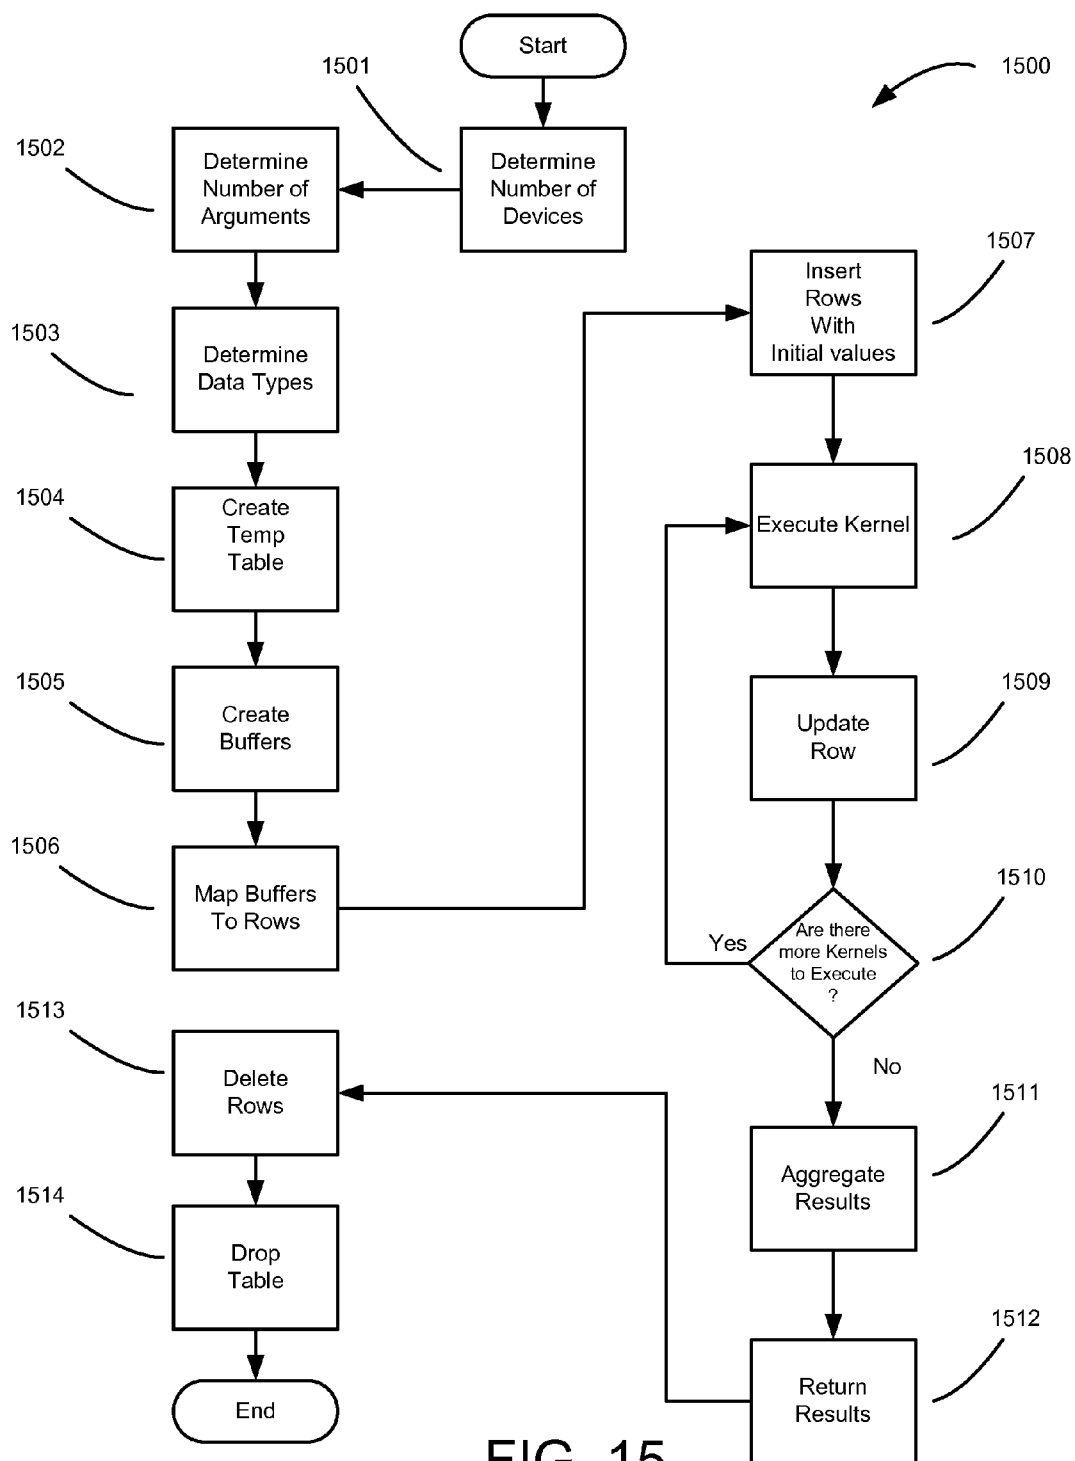 Start
1500
1501
Determine
Number of
Devices
1502
Determine
Number of
Arguments
1503
Determine
Data Types
1504
Create
Temp
Table
1505
Create
Buffers
1506
Map Buffers
To Rows
1507
Insert
Rows
With
Initial values
1508
Execute Kernel
1509
Update
Row
1510
Are there
more Kernels
to Execute
?
Yes
No
1511
Aggregate
Results
1512
Return
Results
1513
Delete
Rows
1514
Drop
Table
End
FIG. 15